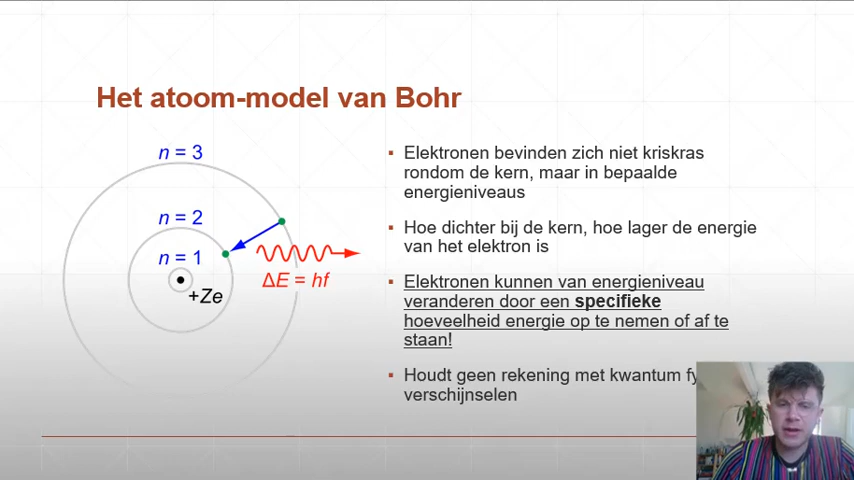 Het atoom-model van Bohr
n = 3
n = 2
n = 1
+Ze
ΔE = hf
▪ Elektronen bevinden zich niet kriskras
rondom de kern, maar in bepaalde
energieniveaus
▪ Hoe dichter bij de kern, hoe lager de energie
van het elektron is
▪ Elektronen kunnen van energieniveau
veranderen door een specifieke
hoeveelheid energie op te nemen of af te
staan!
▪ Houdt geen rekening met kwantum
verschijnselen